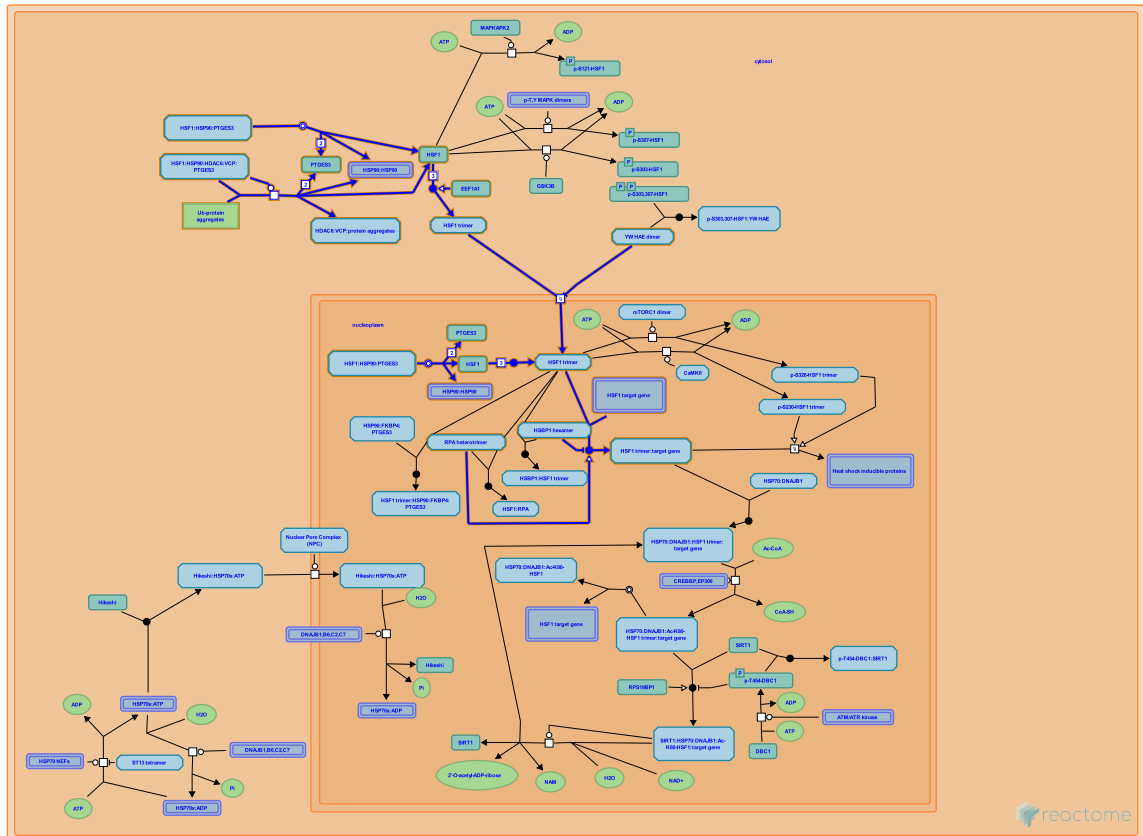 MAPKAPK2
ATP
ADP
P
p-S121-HSF1
cytosol
p-T,Y MAPK dimers
ATP
ADP
HSF1:HSP90:PTGES3
2
P
p-S307-HSF1
HSF1
HSF1:HSP90:HDAC6:VCP:
PTGES3
PTGES3
HSP90:HSP90
P
p-S303-HSF1
2
3
EEF1A1
GSK3B
P
P
p-S303,307-HSF1
Ub-protein
aggregates
HDAC6:VCP:protein aggregates
HSF1 trimer
p-S303,307-HSF1:YWHAE
YWHAE dimer
9
nucleoplasm
ATP
mTORC1 dimer
ADP
PTGES3
2
HSF1:HSP90:PTGES3
HSF1
3
HSF1 trimer
CaMKII
p-S326-HSF1 trimer
HSP90:HSP90
HSF1 target gene
p-S230-HSF1 trimer
HSP90:FKBP4:
PTGES3
RPA heterotrimer
HSBP1 hexamer
HSF1 trimer:target gene
9
Heat shock inducible proteins
HSBP1:HSF1 trimer
HSP70:DNAJB1
HSF1 trimer:HSP90:FKBP4:
PTGES3
HSF1:RPA
Nuclear Pore Complex
(NPC)
HSP70:DNAJB1:HSF1 trimer:
target gene
Ac-CoA
Hikeshi:HSP70s:ATP
Hikeshi:HSP70s:ATP
HSP70:DNAJB1:Ac-K80-
HSF1
CREBBP,EP300
Hikeshi
H2O
CoA-SH
HSF1 target gene
HSP70:DNAJB1:Ac-K80-
HSF1 trimer:target gene
DNAJB1,B6,C2,C7
SIRT1
p-T454-DBC1:SIRT1
Hikeshi
P
p-T454-DBC1
Pi
RPS19BP1
HSP70s:ADP
ADP
HSP70s:ATP
ADP
H2O
ATM/ATR kinase
ATP
SIRT1
SIRT1:HSP70:DNAJB1:Ac-
K80-HSF1:target gene
DBC1
DNAJB1,B6,C2,C7
HSP70 NEFs
ST13 tetramer
2'-O-acetyl-ADP-ribose
NAM
H2O
NAD+
Pi
ATP
HSP70s:ADP
reactome